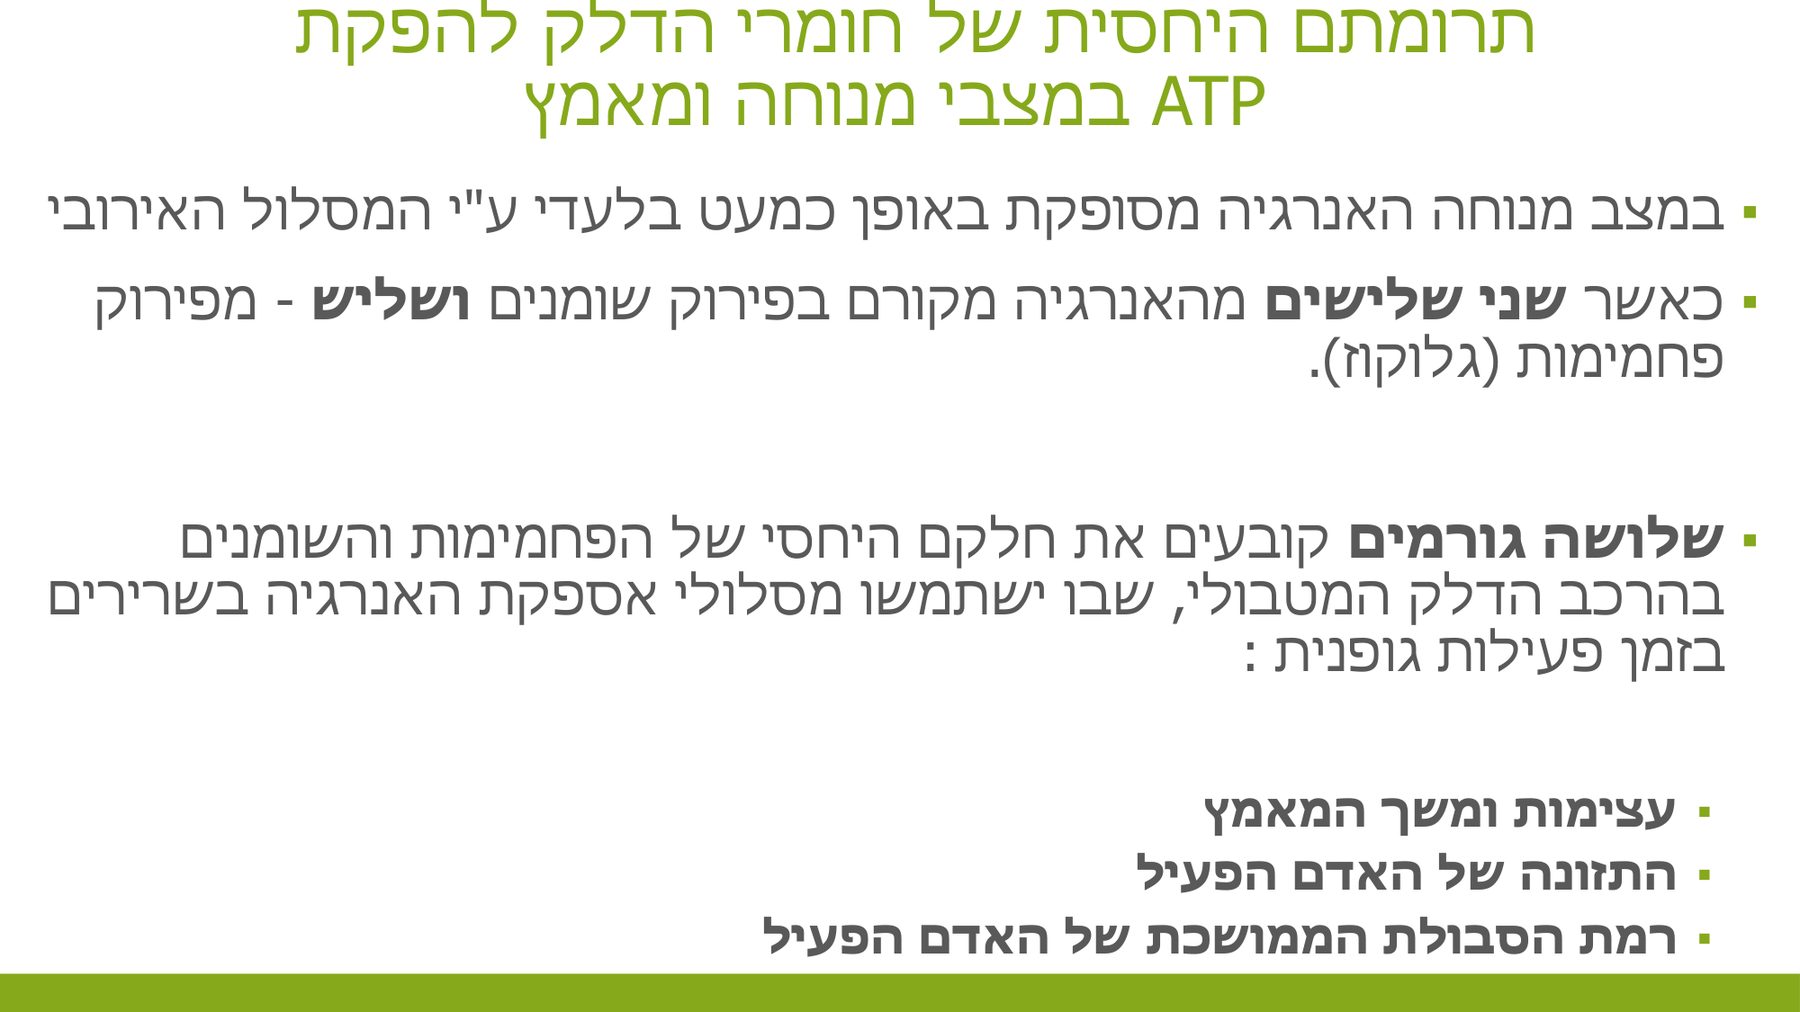 תרומתם היחסית של חומרי הדלק להפקת
ATP במצבי מנוחה ומאמץ
▪ במצב מנוחה האנרגיה מסופקת באופן כמעט בלעדי ע"י המסלול האירובי
▪ כאשר שני שלישים מהאנרגיה מקורם בפירוק שומנים ושליש - מפירוק
פחמימות (גלוקוז).
▪ שלושה גורמים קובעים את חלקם היחסי של הפחמימות והשומנים
בהרכב הדלק המטבולי, שבו ישתמשו מסלולי אספקת האנרגיה בשרירים
בזמן פעילות גופנית :
▪ עצימות ומשך המאמץ
▪ התזונה של האדם הפעיל
▪ רמת הסבולת הממושכת של האדם הפעיל